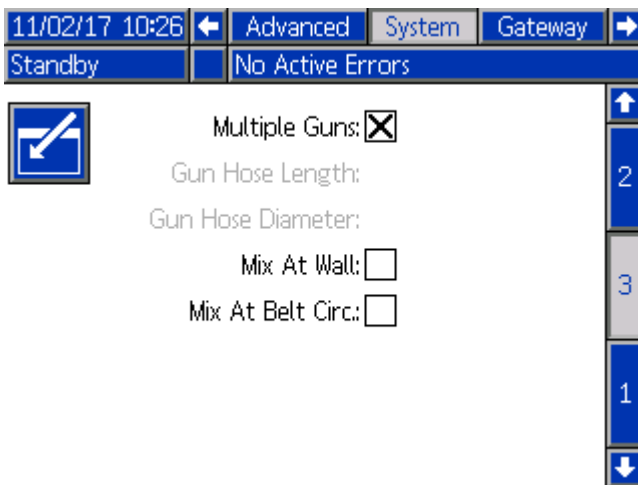 11/02/17 10:26 Advanced System Gateway
Standby No Active Errors
Multiple Guns:
Gun Hose Length:
Gun Hose Diameter:
Mix At Wall:
Mix At Belt Circ.:
2
3
1